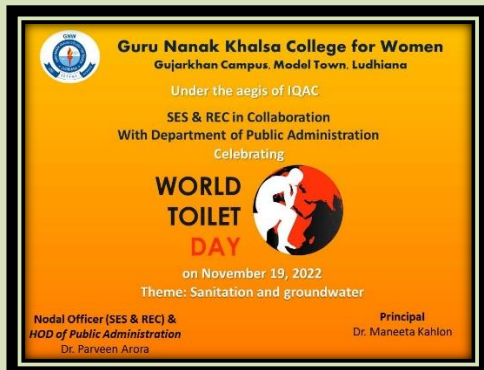 Guru Nanak Khalsa College for Women
Gujarkhan Campus, Model Town, Ludhiana
Under the aegis of IQAC
SES & REC in Collaboration
With Department of Public Administration
Celebrating
WORLD
TOILET
DAY
on November 19, 2022
Theme: Sanitation and groundwater
Nodal Officer (SES & REC) &
HOD of Public Administration
Dr. Parveen Arora
Principal
Dr. Maneeta Kahlon